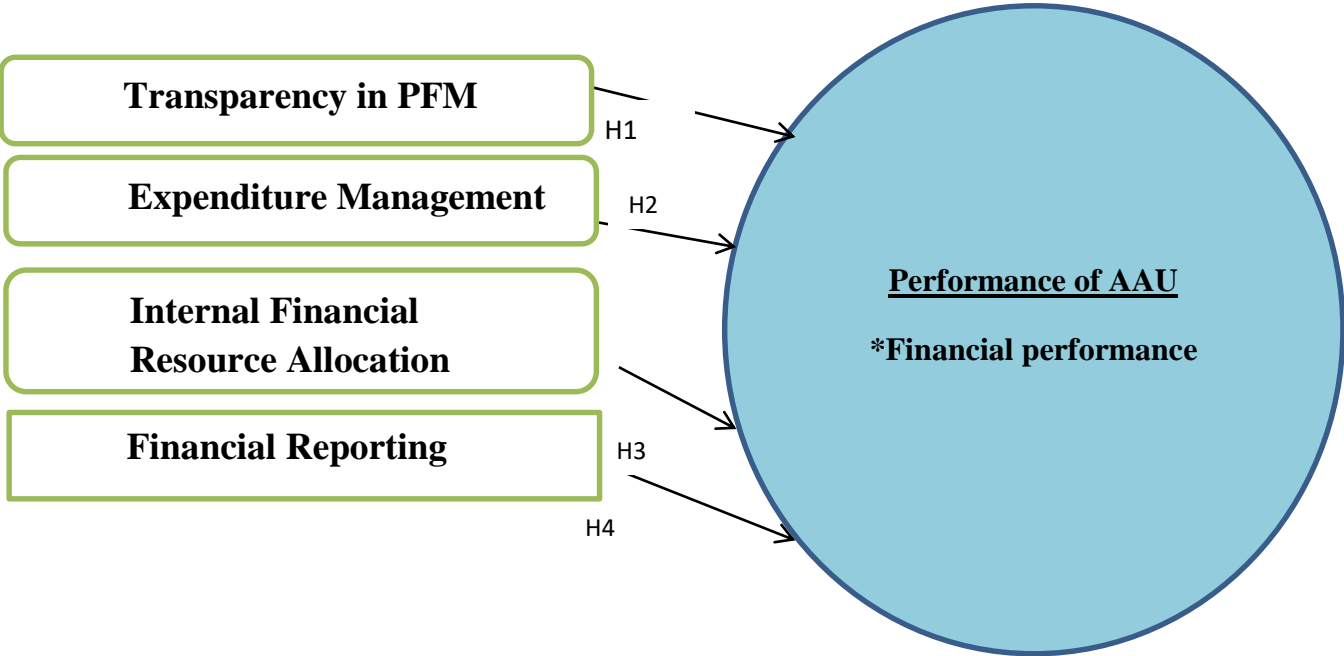 Transparency in PFM
H1
Expenditure Management
H2
Internal Financial
Resource Allocation
Financial Reporting
H3
H4
Performance of AAU
*Financial performance